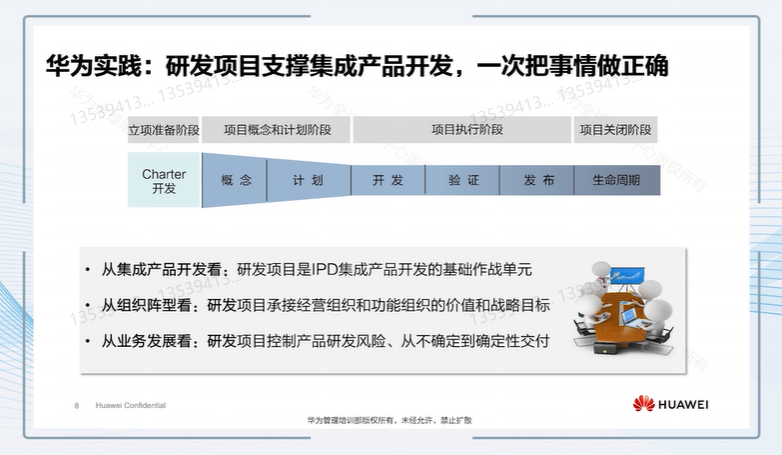 华为实践：研发项目支撑集成产品开发，一次把事情做正确
立项准备阶段 项目概念和计划阶段 项目执行阶段 项目关闭阶段
Charter
开发
概 念 计 划 开 发 验 证 发 布 生命周期
• 从集成产品开发看：研发项目是IPD集成产品开发的基础作战单元
• 从组织阵型看：研发项目承接经营组织和功能组织的价值和战略目标
• 从业务发展看：研发项目控制产品研发风险、从不确定到确定性交付
8 Huawei Confidential
HUAWEI
华为管理培训部版权所有，未经允许，禁止扩散
13539413...
13539413...
13539413...
13539413...